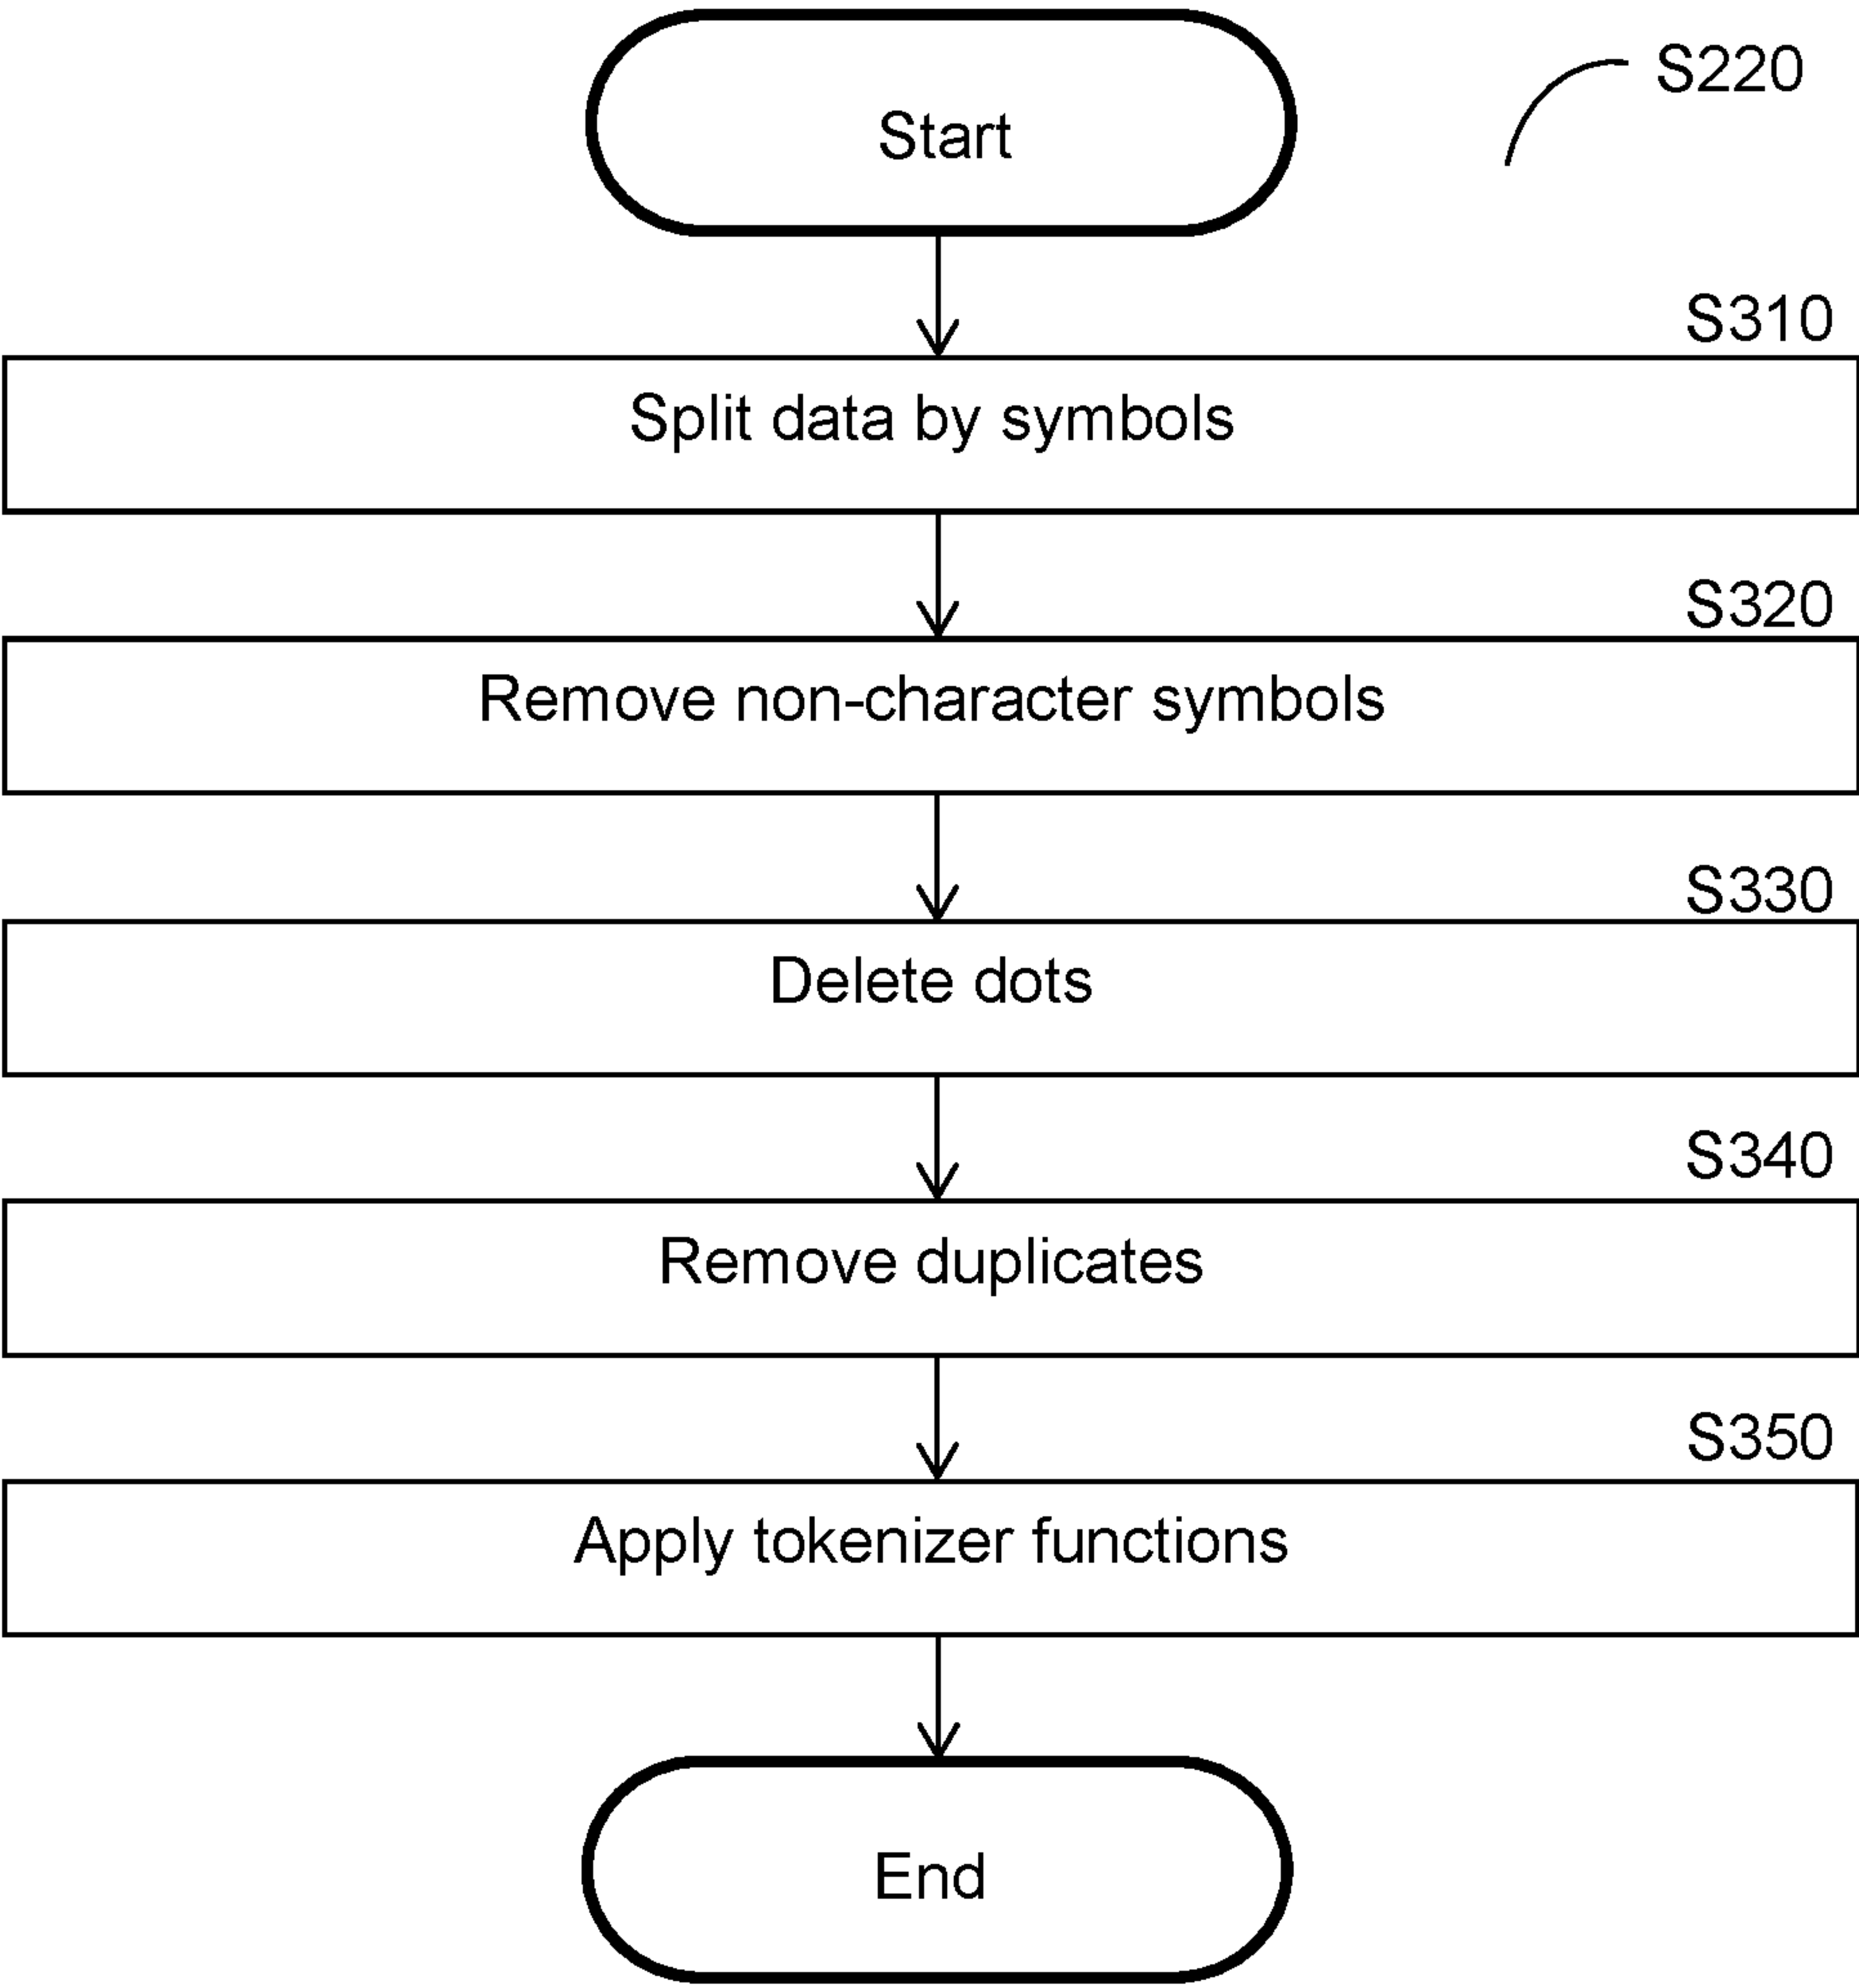 Start
S220
S310
Split data by symbols
S320
Remove non-character symbols
S330
Delete dots
S340
Remove duplicates
S350
Apply tokenizer functions
End